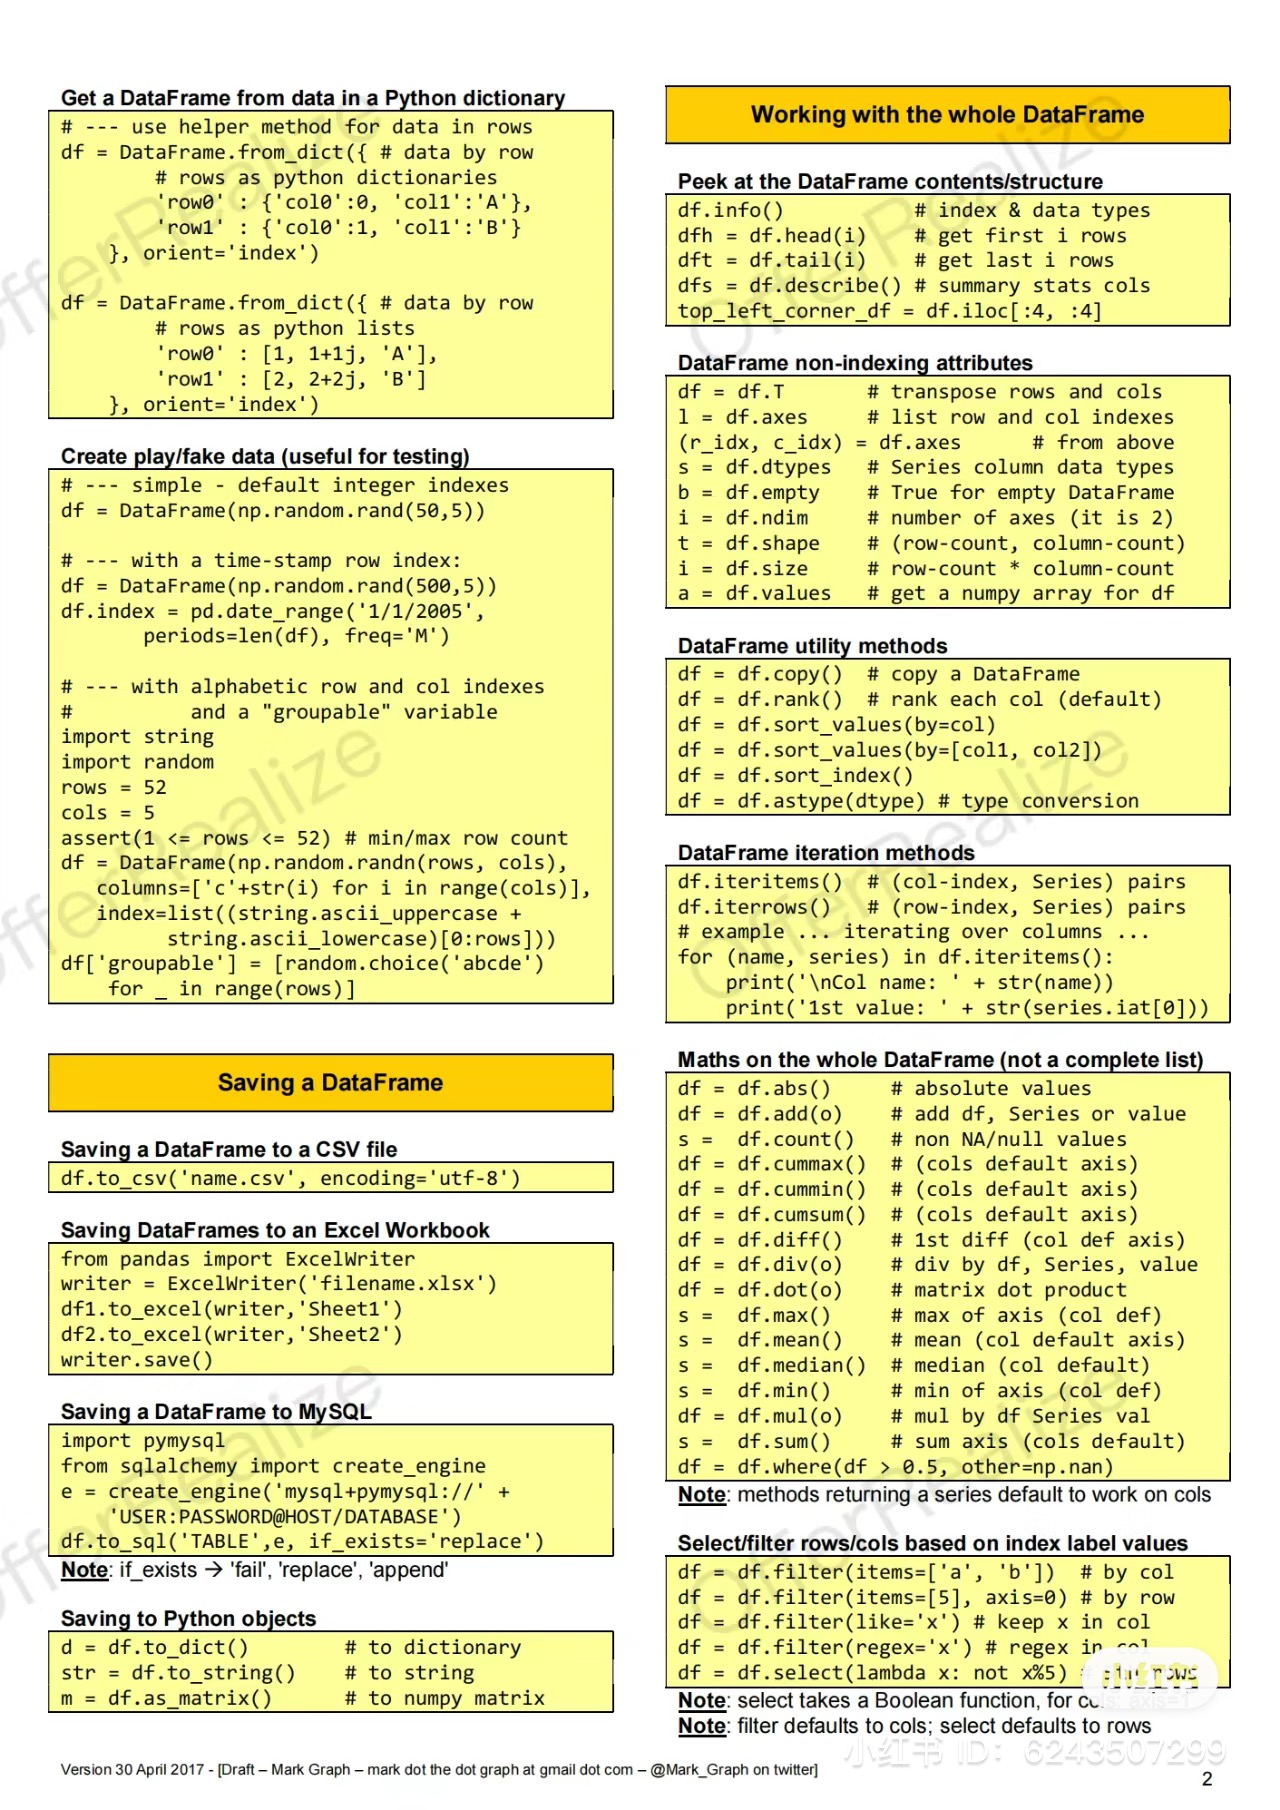 Get a DataFrame from data in a Python dictionary
# --- use helper method for data in rows
df = DataFrame.from_dict({ # data by row
        # rows as python dictionaries
        'row0' : {'col0':0, 'col1':'A'},
        'row1' : {'col0':1, 'col1':'B'}
    }, orient='index')
df = DataFrame.from_dict({ # data by row
        # rows as python lists
        'row0' : [1, 1+1j, 'A'],
        'row1' : [2, 2+2j, 'B']
    }, orient='index')
Create play/fake data (useful for testing)
# --- simple - default integer indexes
df = DataFrame(np.random.rand(50,5))
# --- with a time-stamp row index:
df = DataFrame(np.random.rand(500,5))
df.index = pd.date_range('1/1/2005',
       periods=len(df), freq='M')
# --- with alphabetic row and col indexes
#          and a "groupable" variable
import string
import random
rows = 52
cols = 5
assert(1 <= rows <= 52) # min/max row count
df = DataFrame(np.random.randn(rows, cols),
   columns=['c'+str(i) for i in range(cols)],
   index=list((string.ascii_uppercase +
         string.ascii_lowercase)[0:rows]))
df['groupable'] = [random.choice('abcde')
    for _ in range(rows)]
Saving a DataFrame
Saving a DataFrame to a CSV file
df.to_csv('name.csv', encoding='utf-8')
Saving DataFrames to an Excel Workbook
from pandas import ExcelWriter
writer = ExcelWriter('filename.xlsx')
df1.to_excel(writer,'Sheet1')
df2.to_excel(writer,'Sheet2')
writer.save()
Saving a DataFrame to MySQL
import pymysql
from sqlalchemy import create_engine
e = create_engine('mysql+pymysql://' +
    'USER:PASSWORD@HOST/DATABASE')
df.to_sql('TABLE',e, if_exists='replace')
Note: if_exists → 'fail', 'replace', 'append'
Saving to Python objects
d = df.to_dict()        # to dictionary
str = df.to_string()    # to string
m = df.as_matrix()      # to numpy matrix
Working with the whole DataFrame
Peek at the DataFrame contents/structure
df.info()           # index & data types
dfh = df.head(i)    # get first i rows
dft = df.tail(i)    # get last i rows
dfs = df.describe() # summary stats cols
top_left_corner_df = df.iloc[:4, :4]
DataFrame non-indexing attributes
df = df.T       # transpose rows and cols
l = df.axes     # list row and col indexes
(r_idx, c_idx) = df.axes      # from above
s = df.dtypes   # Series column data types
b = df.empty    # True for empty DataFrame
i = df.ndim     # number of axes (it is 2)
t = df.shape    # (row-count, column-count)
i = df.size     # row-count * column-count
a = df.values   # get a numpy array for df
DataFrame utility methods
df = df.copy()  # copy a DataFrame
df = df.rank()  # rank each col (default)
df = df.sort_values(by=col)
df = df.sort_values(by=[col1, col2])
df = df.sort_index()
df = df.astype(dtype) # type conversion
DataFrame iteration methods
df.iteritems()  # (col-index, Series) pairs
df.iterrows()   # (row-index, Series) pairs
# example ... iterating over columns ...
for (name, series) in df.iteritems():
    print('\nCol name: ' + str(name))
    print('1st value: ' + str(series.iat[0]))
Maths on the whole DataFrame (not a complete list)
df = df.abs()     # absolute values
df = df.add(o)    # add df, Series or value
s =  df.count()   # non NA/null values
df = df.cummax()  # (cols default axis)
df = df.cummin()  # (cols default axis)
df = df.cumsum()  # (cols default axis)
df = df.diff()    # 1st diff (col def axis)
df = df.div(o)    # div by df, Series, value
df = df.dot(o)    # matrix dot product
s =  df.max()     # max of axis (col def)
s =  df.mean()    # mean (col default axis)
s =  df.median()  # median (col default)
s =  df.min()     # min of axis (col def)
df = df.mul(o)    # mul by df Series val
s =  df.sum()     # sum axis (cols default)
df = df.where(df > 0.5, other=np.nan)
Note: methods returning a series default to work on cols
Select/filter rows/cols based on index label values
df = df.filter(items=['a', 'b'])  # by col
df = df.filter(items=[5], axis=0) # by row
df = df.filter(like='x') # keep x in col
df = df.filter(regex='x') # regex in col
df = df.select(lambda x: not x%5) # rows
Note: select takes a Boolean function, for cols: axis=1
Note: filter defaults to cols; select defaults to rows
Version 30 April 2017 - [Draft – Mark Graph – mark dot the dot graph at gmail dot com – @Mark_Graph on twitter]
2
OfferRealize
OfferRealize
OfferRealize
OfferRealize
OfferRealize
OfferRealize
小红书
小红书 ID: 6243507299